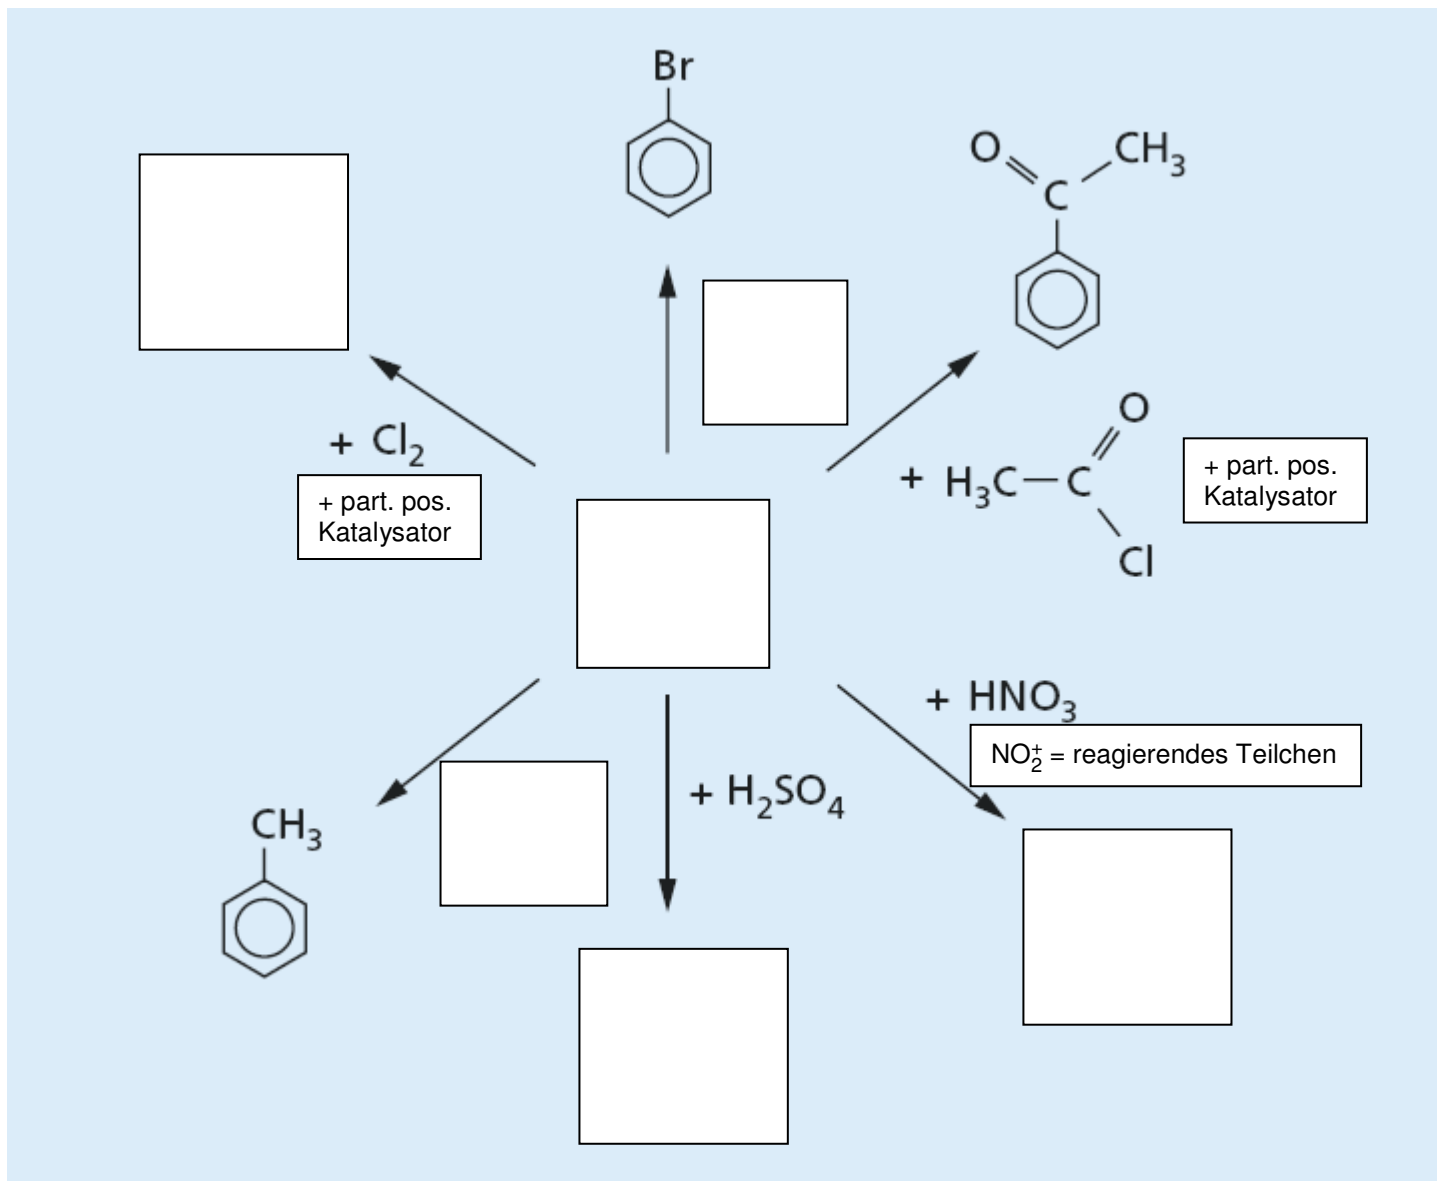 Br
O
CH₃
C
+ Cl₂
+ part. pos.
Katalysator
O
+ H₃C—C
Cl
+ part. pos.
Katalysator
+ HNO₃
NO₂⁺ = reagierendes Teilchen
+ H₂SO₄
CH₃